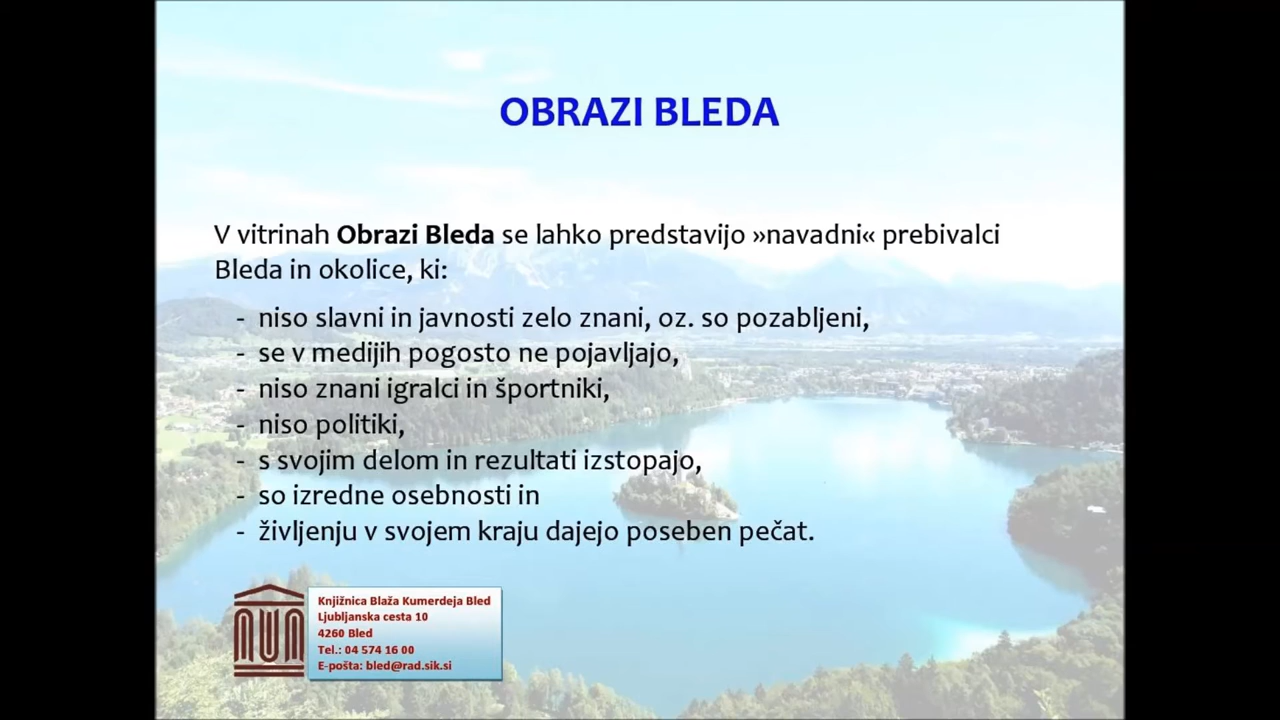 OBRAZI BLEDA
V vitrinah Obrazi Bleda se lahko predstavijo »navadni« prebivalci
Bleda in okolice, ki:
- niso slavni in javnosti zelo znani, oz. so pozabljeni,
- se v medijih pogosto ne pojavljajo,
- niso znani igralci in športniki,
- niso politiki,
- s svojim delom in rezultati izstopajo,
- so izredne osebnosti in
- življenju v svojem kraju dajejo poseben pečat.
Knjižnica Blaža Kumerdeja Bled
Ljubljanska cesta 10
4260 Bled
Tel.: 04 574 16 00
E-pošta: bled@rad.sik.si